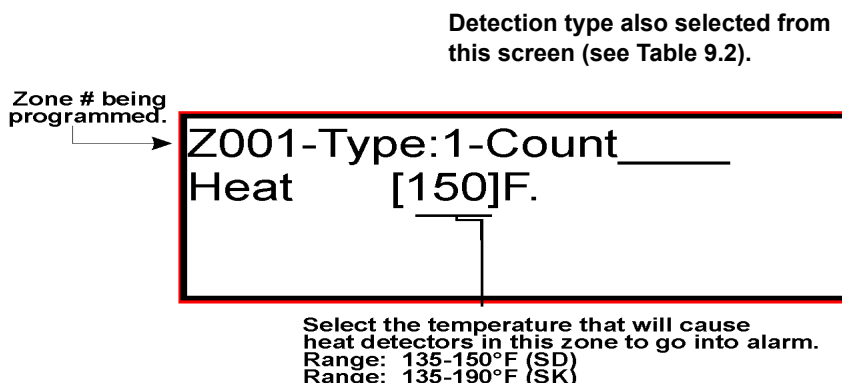 Detection type also selected from
this screen (see Table 9.2).
Zone # being
programmed.
Z001-Type:1-Count_____
Heat [150]F.
Select the temperature that will cause
heat detectors in this zone to go into alarm.
Range: 135-150°F (SD)
Range: 135-190°F (SK)